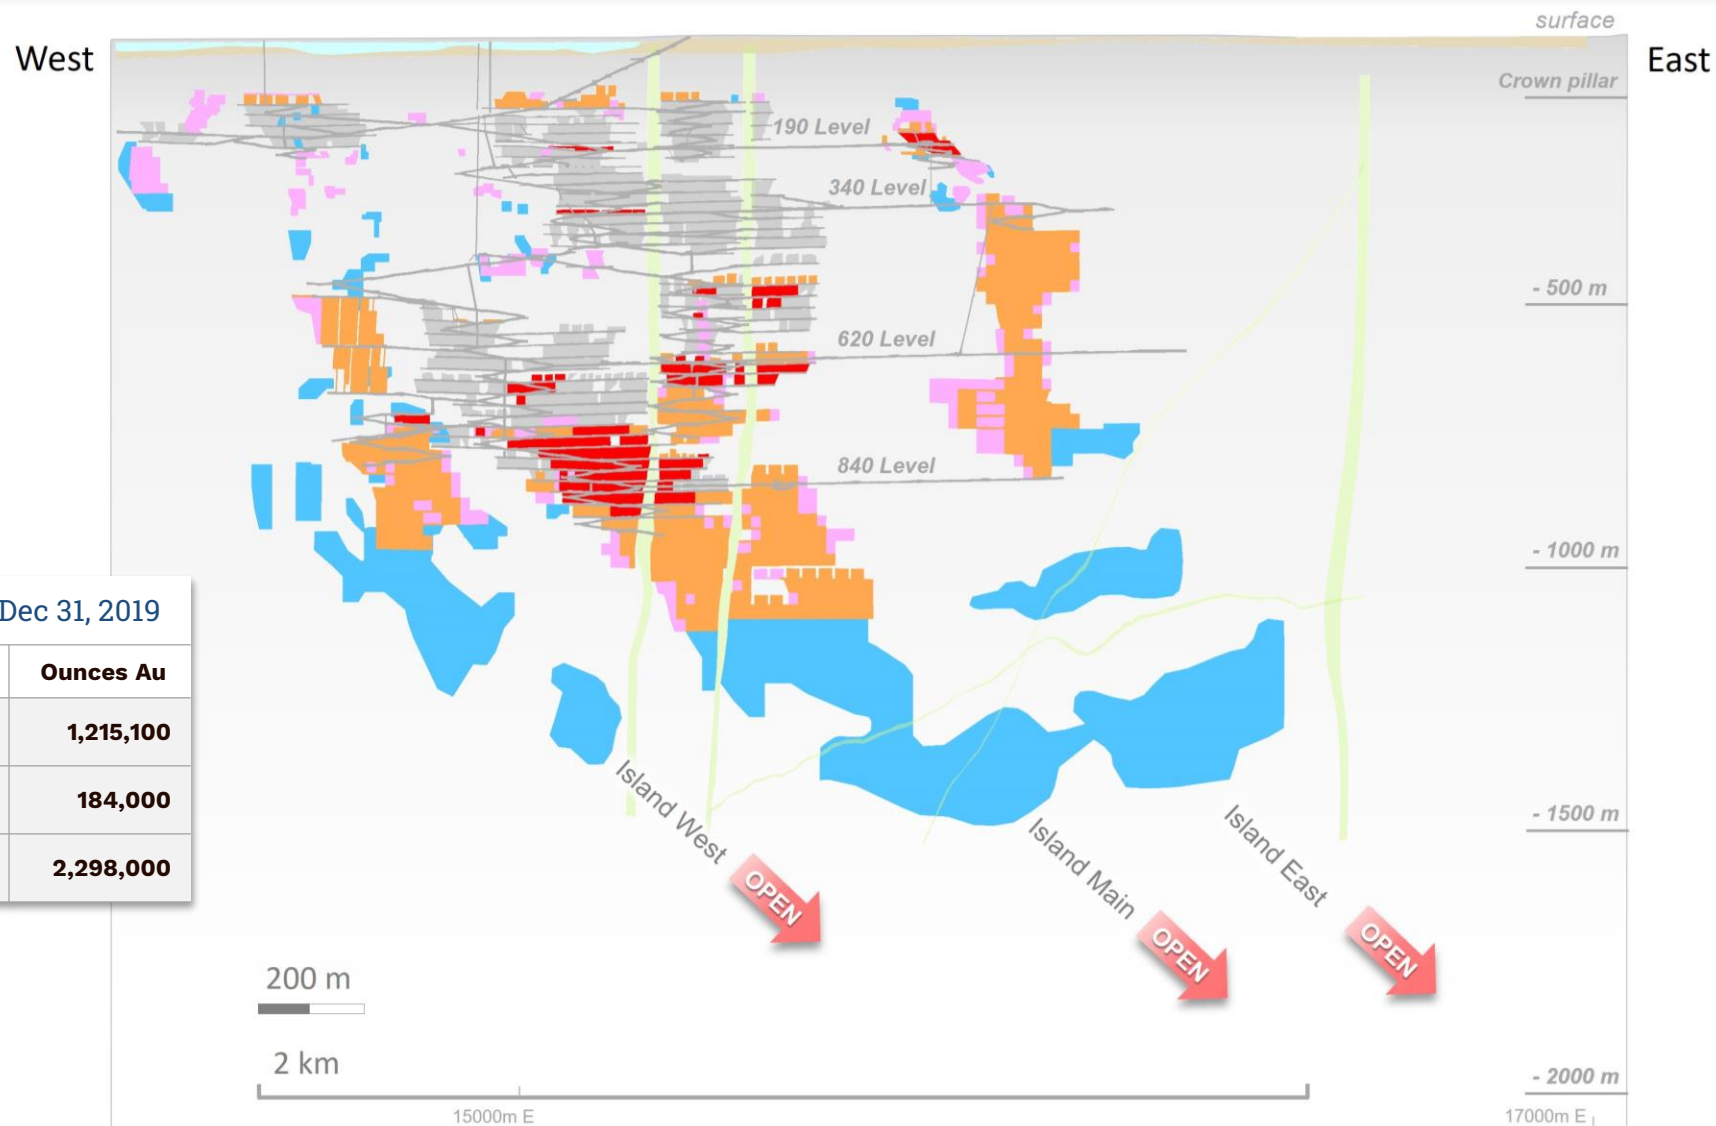 surface
West
East
Crown pillar
190 Level
340 Level
- 500 m
620 Level
840 Level
- 1000 m
Dec 31, 2019
Ounces Au
1,215,100
184,000
2,298,000
- 1500 m
Island West
OPEN
Island Main
OPEN
Island East
OPEN
200 m
2 km
- 2000 m
15000m E
17000m E